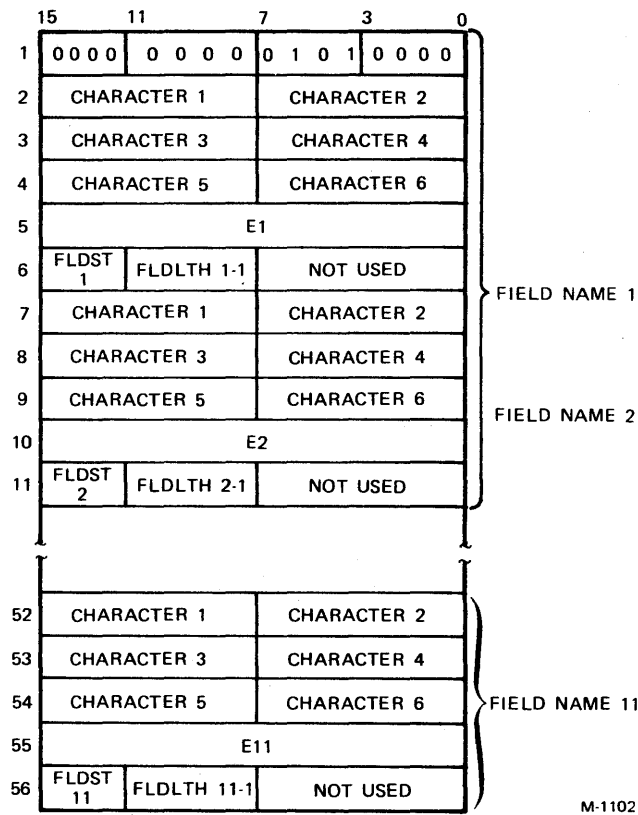 15 11 7 3 0
1 0 0 0 0 0 0 0 0 0 1 0 1 0 0 0 0
2 CHARACTER 1 CHARACTER 2
3 CHARACTER 3 CHARACTER 4
4 CHARACTER 5 CHARACTER 6
5 E1
6 FLDST 1 FLDLTH 1-1 NOT USED
FIELD NAME 1
7 CHARACTER 1 CHARACTER 2
8 CHARACTER 3 CHARACTER 4
9 CHARACTER 5 CHARACTER 6
FIELD NAME 2
10 E2
11 FLDST 2 FLDLTH 2-1 NOT USED
52 CHARACTER 1 CHARACTER 2
53 CHARACTER 3 CHARACTER 4
54 CHARACTER 5 CHARACTER 6 FIELD NAME 11
55 E11
56 FLDST 11 FLDLTH 11-1 NOT USED
M-1102